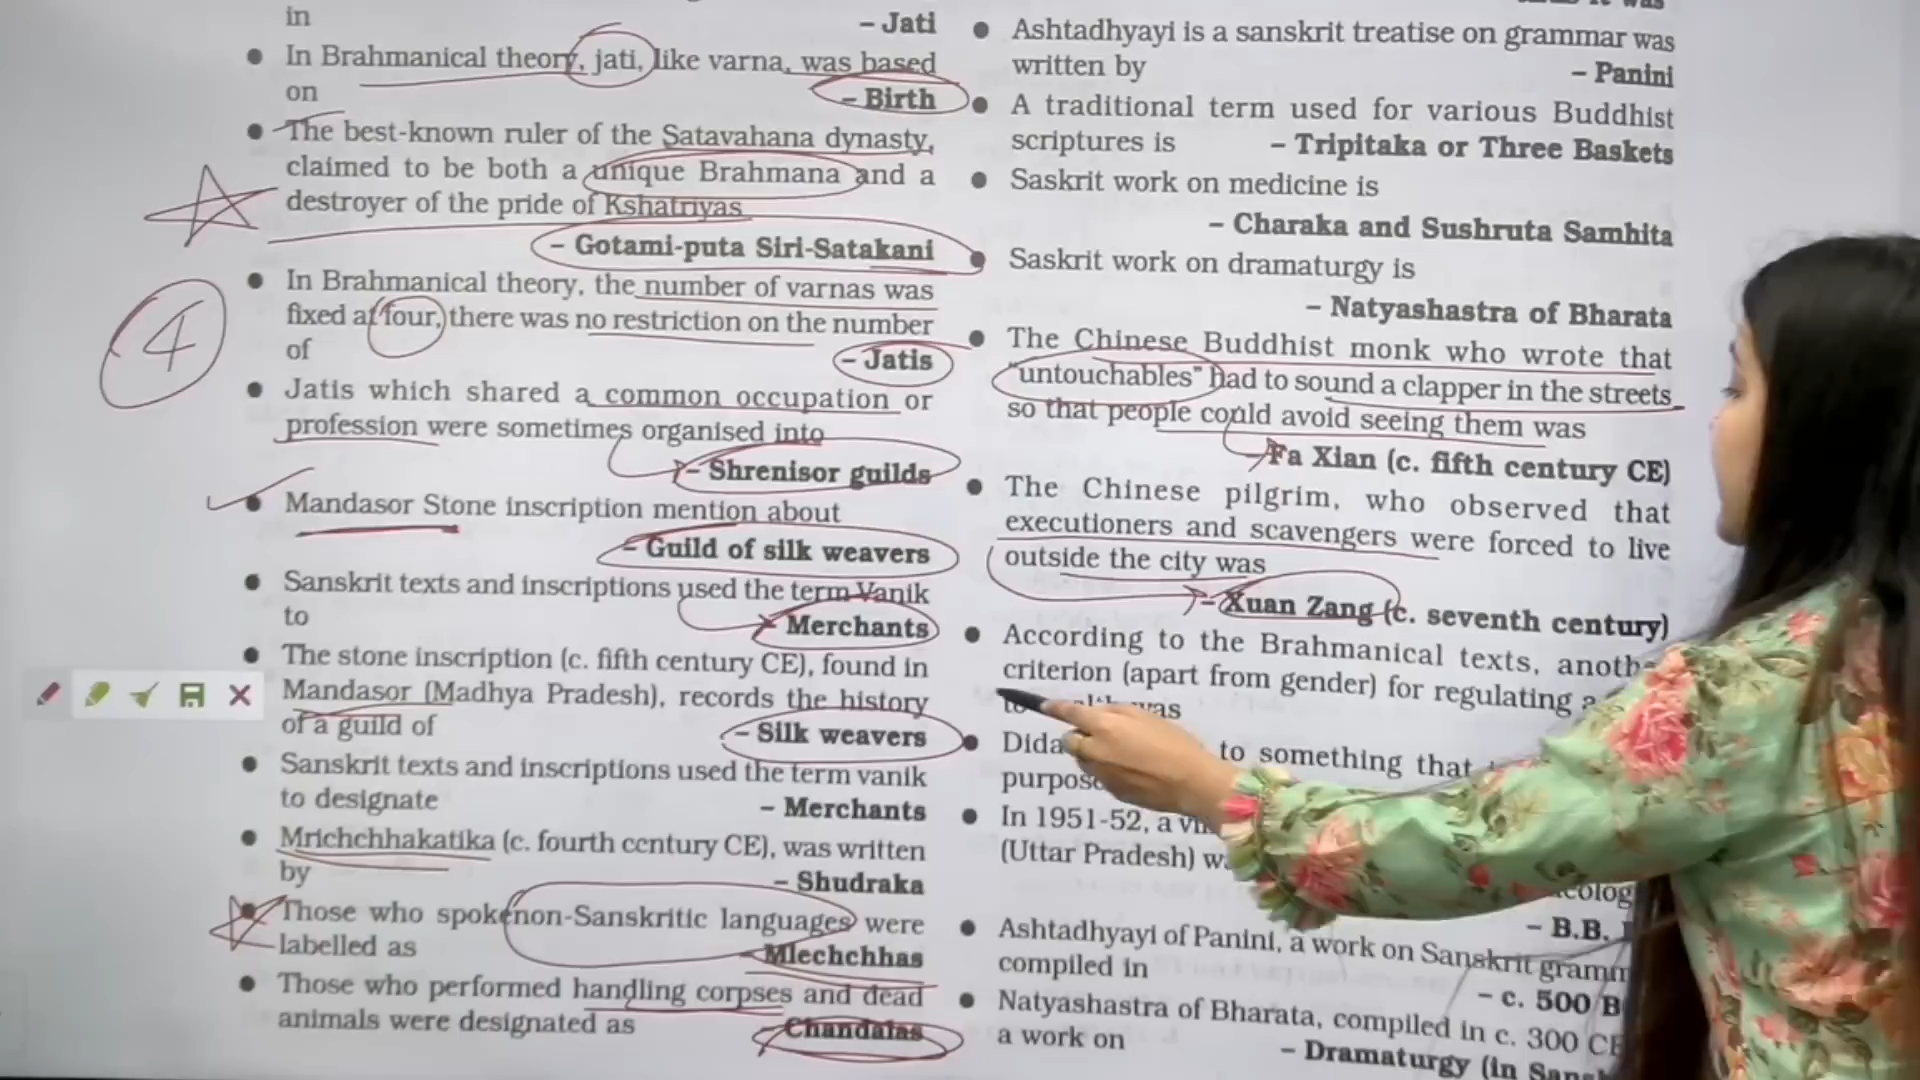 in
– Jati
In Brahmanical theory, jati, like varna, was based
on
– Birth
The best-known ruler of the Satavahana dynasty,
claimed to be both a unique Brahmana and a
destroyer of the pride of Kshatriyas
– Gotami-puta Siri-Satakani
In Brahmanical theory, the number of varnas was
fixed at four, there was no restriction on the number
of
– Jatis
4
Jatis which shared a common occupation or
profession were sometimes organised into
– Shrenisor guilds
Mandasor Stone inscription mention about
– Guild of silk weavers
Sanskrit texts and inscriptions used the term Vanik
to
– Merchants
The stone inscription (c. fifth century CE), found in
Mandasor (Madhya Pradesh), records the history
of a guild of
– Silk weavers
Sanskrit texts and inscriptions used the term vanik
to designate
– Merchants
Mrichchhakatika (c. fourth century CE), was written
by
– Shudraka
Those who spoke non-Sanskritic languages were
labelled as
– Mlechchhas
Those who performed handling corpses and dead
animals were designated as
– Chandalas
Ashtadhyayi is a sanskrit treatise on grammar was
written by
– Panini
A traditional term used for various Buddhist
scriptures is
– Tripitaka or Three Baskets
Saskrit work on medicine is
– Charaka and Sushruta Samhita
Saskrit work on dramaturgy is
– Natyashastra of Bharata
The Chinese Buddhist monk who wrote that
"untouchables" had to sound a clapper in the streets
so that people could avoid seeing them was
– Fa Xian (c. fifth century CE)
The Chinese pilgrim, who observed that
executioners and scavengers were forced to live
outside the city was
– Xuan Zang (c. seventh century)
According to the Brahmanical texts,
criterion (apart from gender) for regulating
was
to something that
In 1951-52, a
(Uttar Pradesh)
– B.B.
Ashtadhyayi of Panini, a work on Sanskrit
compiled in
– c. 500
Natyashastra of Bharata, compiled in c. 300
a work on
– Dramaturgy (in